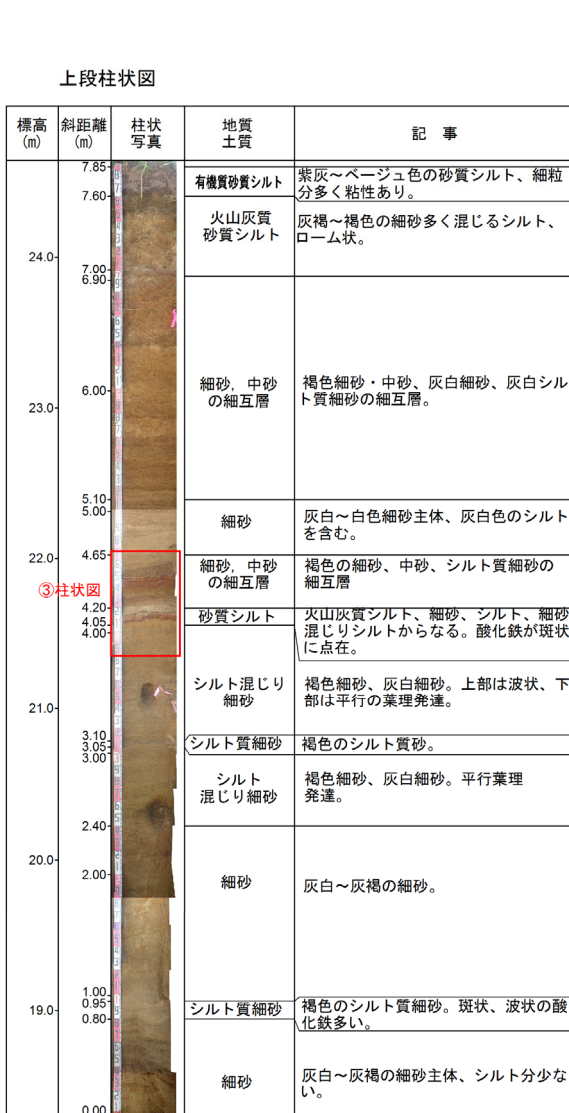 上段柱状図
標高
(m)
斜距離
(m)
柱状
写真
地質
土質
記 事
7.85
有機質砂質シルト
紫灰～ベージュ色の砂質シルト、細粒
分多く粘性あり。
7.60
火山灰質
砂質シルト
灰褐～褐色の細砂多く混じるシルト、
ローム状。
24.0
7.00
6.90
細砂, 中砂
の細互層
褐色細砂・中砂、灰白細砂、灰白シル
ト質細砂の細互層。
6.00
23.0
5.10
5.00
細砂
灰白～白色細砂主体、灰白色のシルト
を含む。
22.0
4.65
細砂, 中砂
の細互層
褐色の細砂、中砂、シルト質細砂の
細互層
③柱状図
4.20
4.05
4.00
砂質シルト
火山灰質シルト、細砂、シルト、細砂
混じりシルトからなる。酸化鉄が斑状
に点在。
シルト混じり
細砂
褐色細砂、灰白細砂。上部は波状、下
部は平行の葉理発達。
21.0
3.10
3.05
3.00
シルト質細砂
褐色のシルト質砂。
シルト
混じり細砂
褐色細砂、灰白細砂。平行葉理
発達。
2.40
20.0
2.00
細砂
灰白～灰褐の細砂。
1.00
0.95
0.80
19.0
シルト質細砂
褐色のシルト質細砂。斑状、波状の酸
化鉄多い。
細砂
灰白～灰褐の細砂主体、シルト分少な
い。
0.00